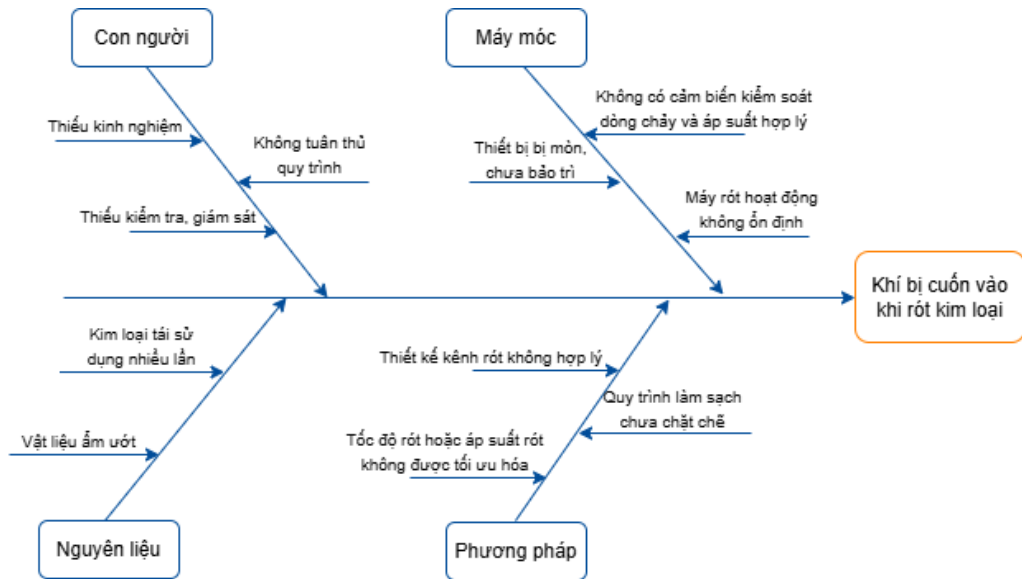 Con người
Máy móc
Thiếu kinh nghiệm
Không tuân thủ
quy trình
Thiếu kiểm tra, giám sát
Không có cảm biến kiểm soát
dòng chảy và áp suất hợp lý
Thiết bị bị mòn,
chưa bảo trì
Máy rót hoạt động
không ổn định
Khí bị cuốn vào
khi rót kim loại
Kim loại tái sử
dụng nhiều lần
Vật liệu ẩm ướt
Thiết kế kênh rót không hợp lý
Quy trình làm sạch
chưa chặt chẽ
Tốc độ rót hoặc áp suất rót
không được tối ưu hóa
Nguyên liệu
Phương pháp